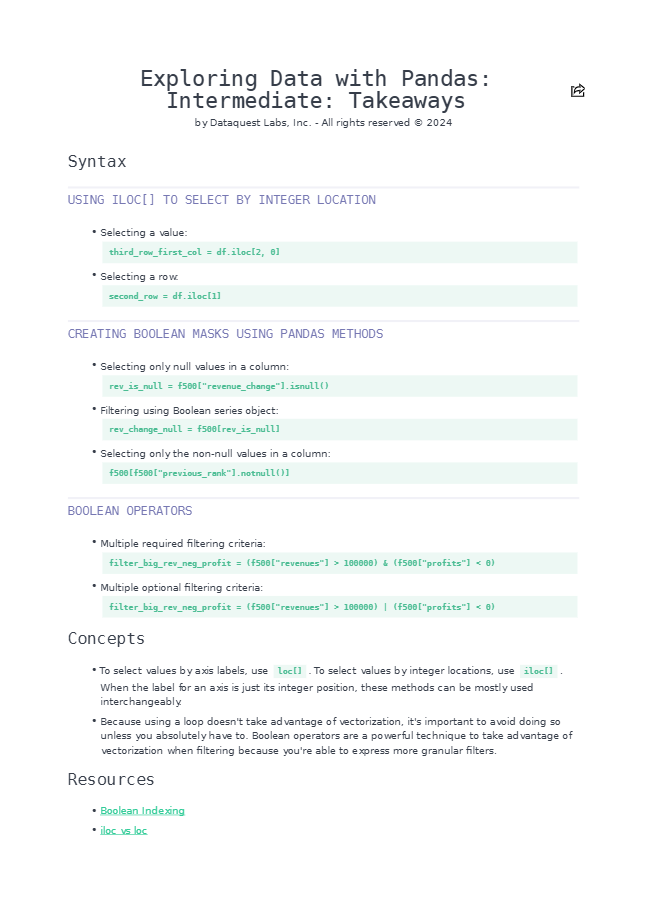 Exploring Data with Pandas:
Intermediate: Takeaways
by Dataquest Labs, Inc. - All rights reserved © 2024
Syntax
USING ILOC[] TO SELECT BY INTEGER LOCATION
• Selecting a value:
third_row_first_col = df.iloc[2, 0]
• Selecting a row:
second_row = df.iloc[1]
CREATING BOOLEAN MASKS USING PANDAS METHODS
• Selecting only null values in a column:
rev_is_null = f500["revenue_change"].isnull()
• Filtering using Boolean series object:
rev_change_null = f500[rev_is_null]
• Selecting only the non-null values in a column:
f500[f500["previous_rank"].notnull()]
BOOLEAN OPERATORS
• Multiple required filtering criteria:
filter_big_rev_neg_profit = (f500["revenues"] > 100000) & (f500["profits"] < 0)
• Multiple optional filtering criteria:
filter_big_rev_neg_profit = (f500["revenues"] > 100000) | (f500["profits"] < 0)
Concepts
• To select values by axis labels, use loc[] . To select values by integer locations, use iloc[] .
When the label for an axis is just its integer position, these methods can be mostly used
interchangeably.
• Because using a loop doesn't take advantage of vectorization, it's important to avoid doing so
unless you absolutely have to. Boolean operators are a powerful technique to take advantage of
vectorization when filtering because you're able to express more granular filters.
Resources
• Boolean Indexing
• iloc vs loc